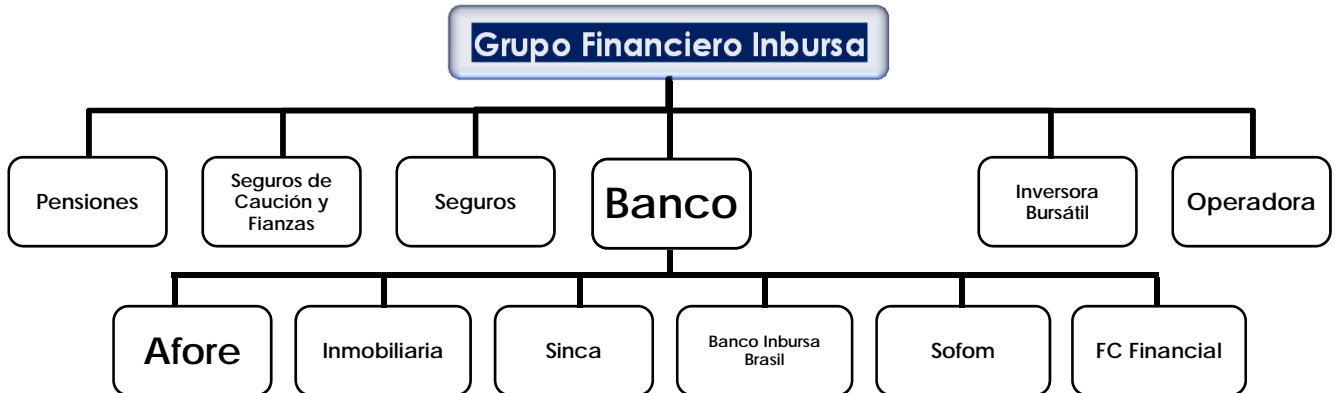 Grupo Financiero Inbursa
Pensiones
Seguros de
Caución y
Fianzas
Seguros
Banco
Inversora
Bursátil
Operadora
Afore
Inmobiliaria
Sinca
Banco Inbursa
Brasil
Sofom
FC Financial